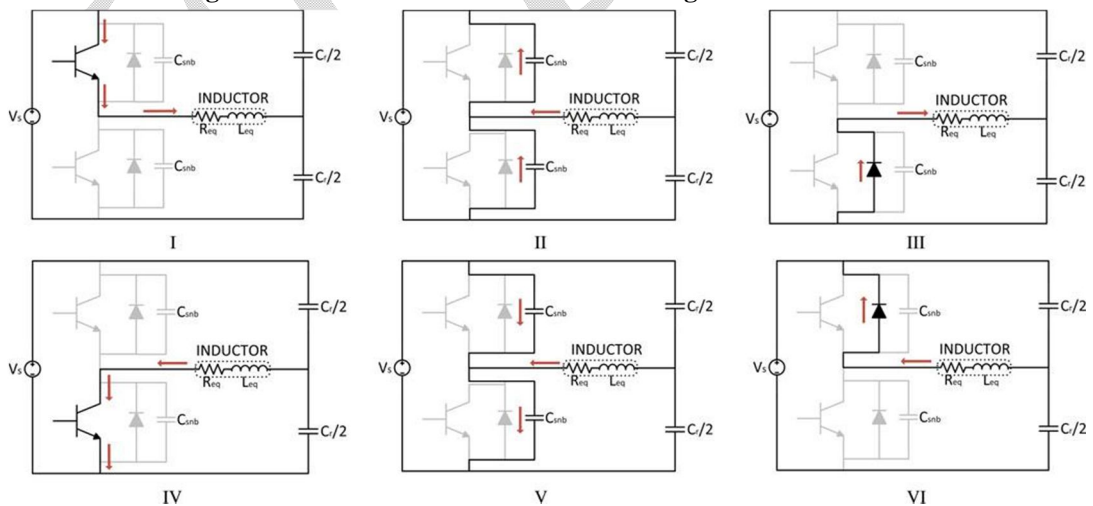 Csnb
Cr/2
Vs
INDUCTOR
Req
Leq
Csnb
Cr/2
I
Csnb
Cr/2
Vs
INDUCTOR
Req
Leq
Csnb
Cr/2
II
Csnb
Cr/2
Vs
INDUCTOR
Req
Leq
Csnb
Cr/2
III
Csnb
Cr/2
Vs
INDUCTOR
Req
Leq
Csnb
Cr/2
IV
Csnb
Cr/2
Vs
INDUCTOR
Req
Leq
Csnb
Cr/2
V
Csnb
Cr/2
Vs
INDUCTOR
Req
Leq
Csnb
Cr/2
VI